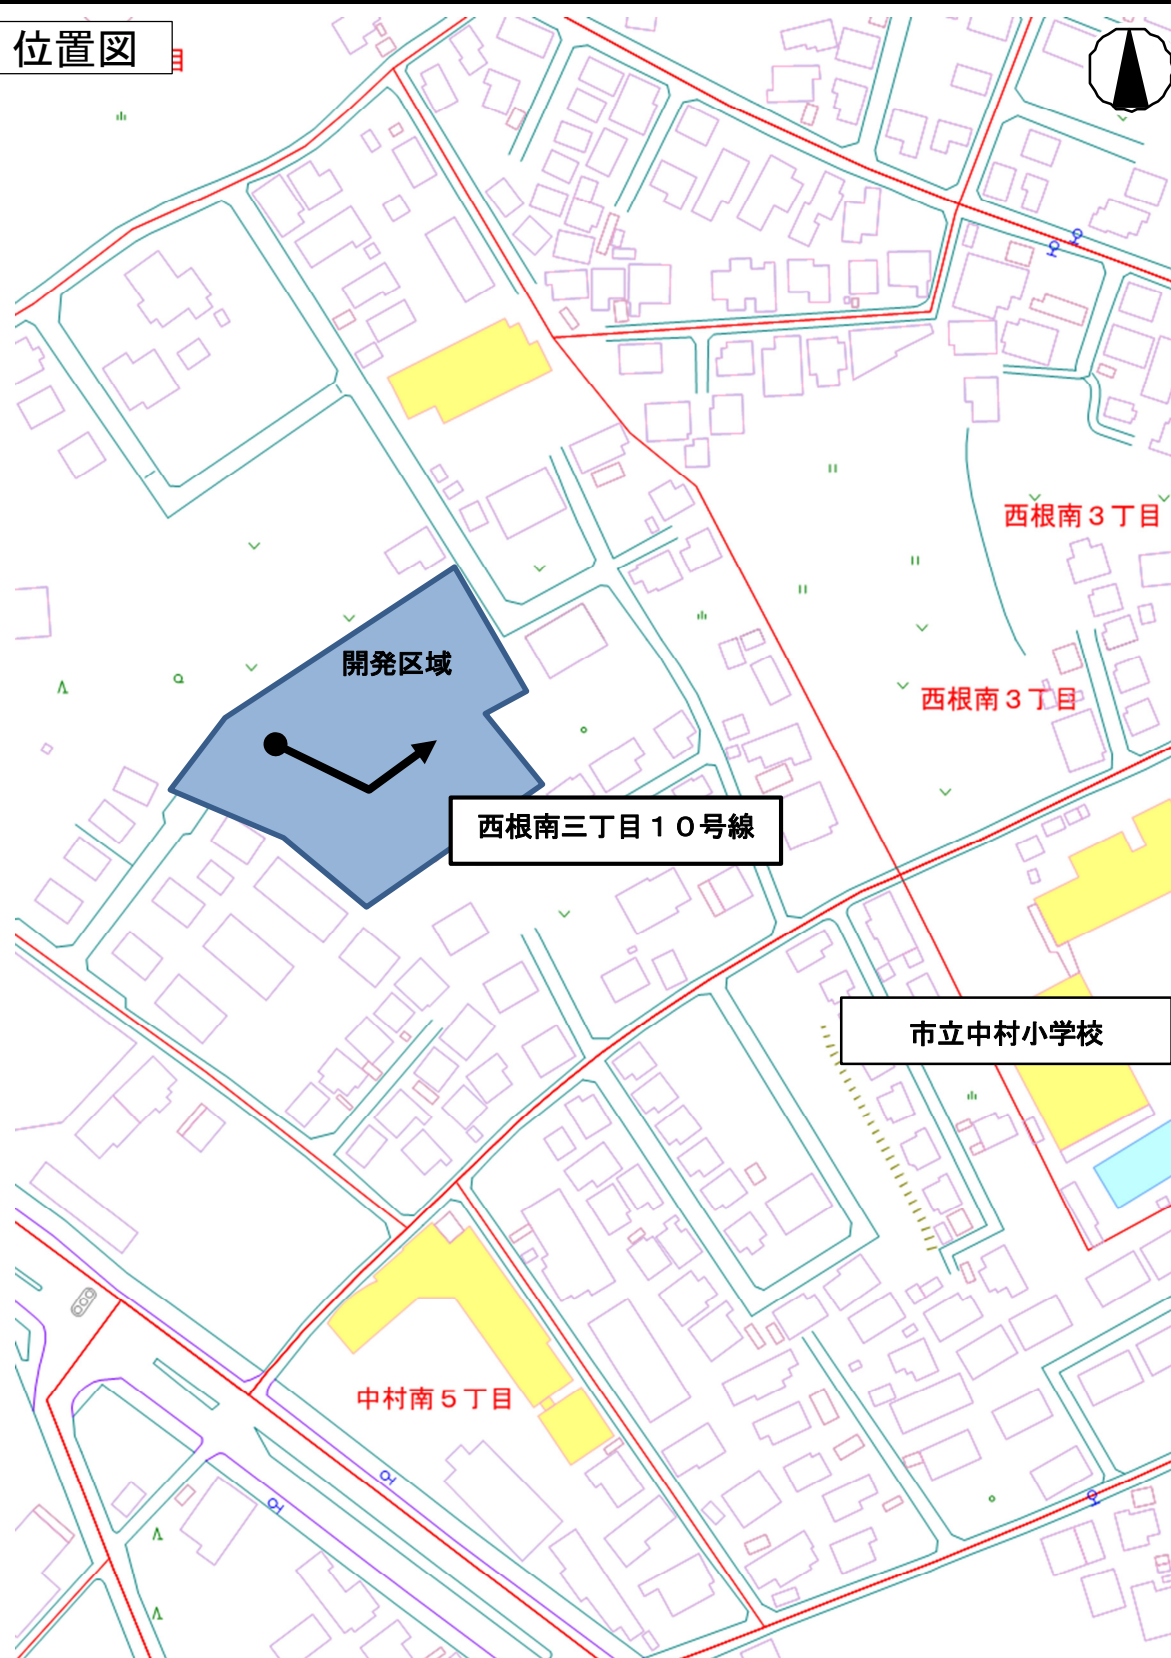 位置図
目
西根南３丁目
開発区域
西根南３丁目
西根南三丁目１０号線
市立中村小学校
中村南５丁目